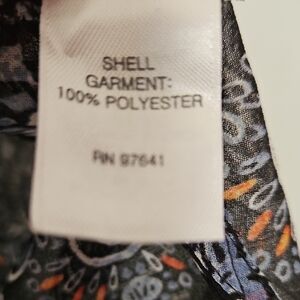 SHELL
GARMENT:
100% POLYESTER
RN 97641